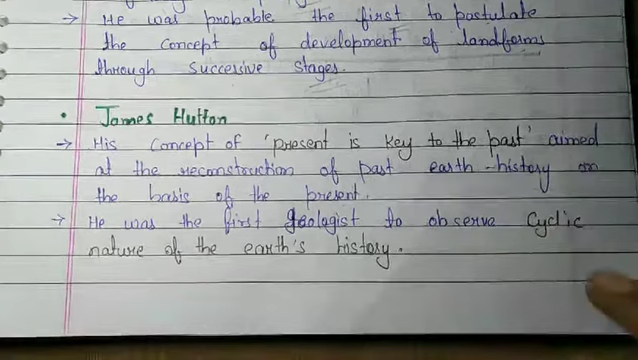 → He was probable the first to postulate
the concept of development of landforms
through successive stages.
• James Hutton
→ His concept of 'present is key to the past' aimed
at the reconstruction of past earth-history on
the basis of the present.
→ He was the first geologist to observe Cyclic
nature of the earth's history.